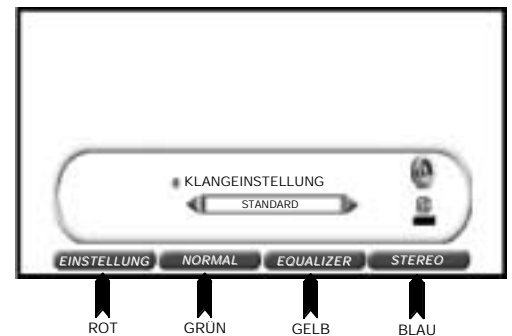 KLANGEINSTELLUNG
STANDARD
EINSTELLUNG NORMAL EQUALIZER STEREO
ROT GRÜN GELB BLAU